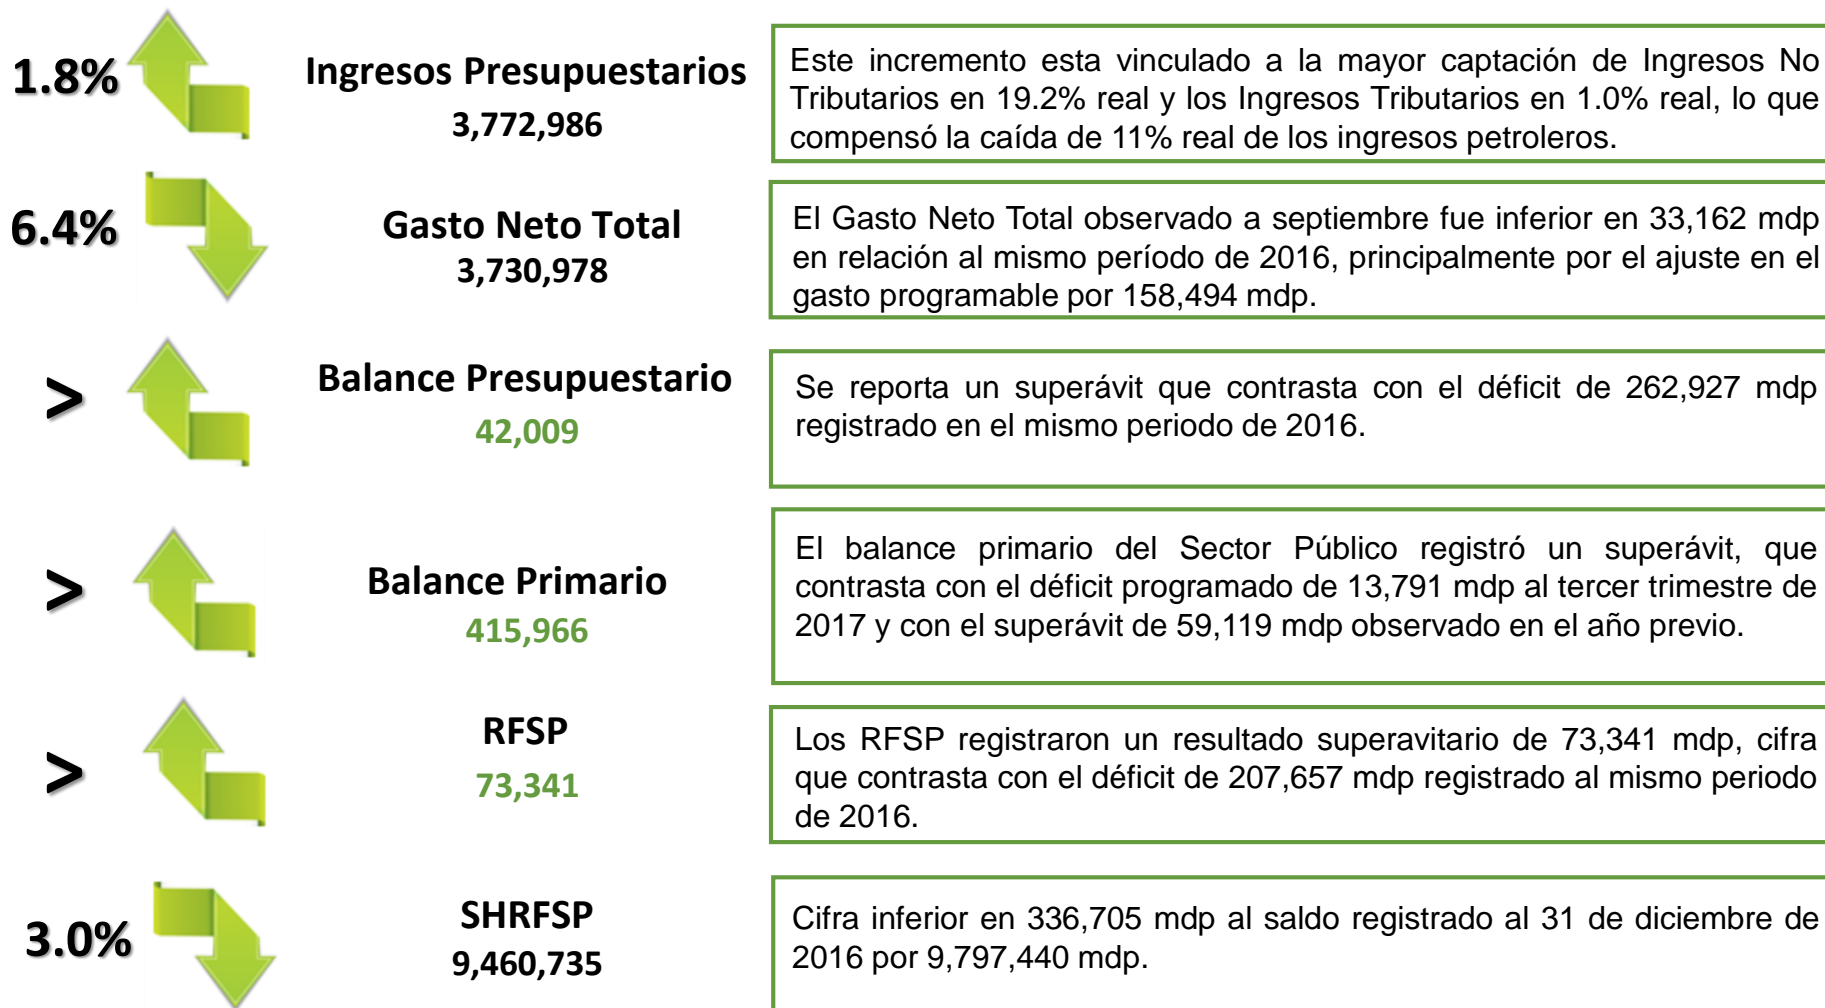 1.8%
Ingresos Presupuestarios
3,772,986
Este incremento esta vinculado a la mayor captación de Ingresos No
Tributarios en 19.2% real y los Ingresos Tributarios en 1.0% real, lo que
compensó la caída de 11% real de los ingresos petroleros.
6.4%
Gasto Neto Total
3,730,978
El Gasto Neto Total observado a septiembre fue inferior en 33,162 mdp
en relación al mismo período de 2016, principalmente por el ajuste en el
gasto programable por 158,494 mdp.
>
Balance Presupuestario
42,009
Se reporta un superávit que contrasta con el déficit de 262,927 mdp
registrado en el mismo periodo de 2016.
>
Balance Primario
415,966
El balance primario del Sector Público registró un superávit, que
contrasta con el déficit programado de 13,791 mdp al tercer trimestre de
2017 y con el superávit de 59,119 mdp observado en el año previo.
>
RFSP
73,341
Los RFSP registraron un resultado superavitario de 73,341 mdp, cifra
que contrasta con el déficit de 207,657 mdp registrado al mismo periodo
de 2016.
3.0%
SHRFSP
9,460,735
Cifra inferior en 336,705 mdp al saldo registrado al 31 de diciembre de
2016 por 9,797,440 mdp.